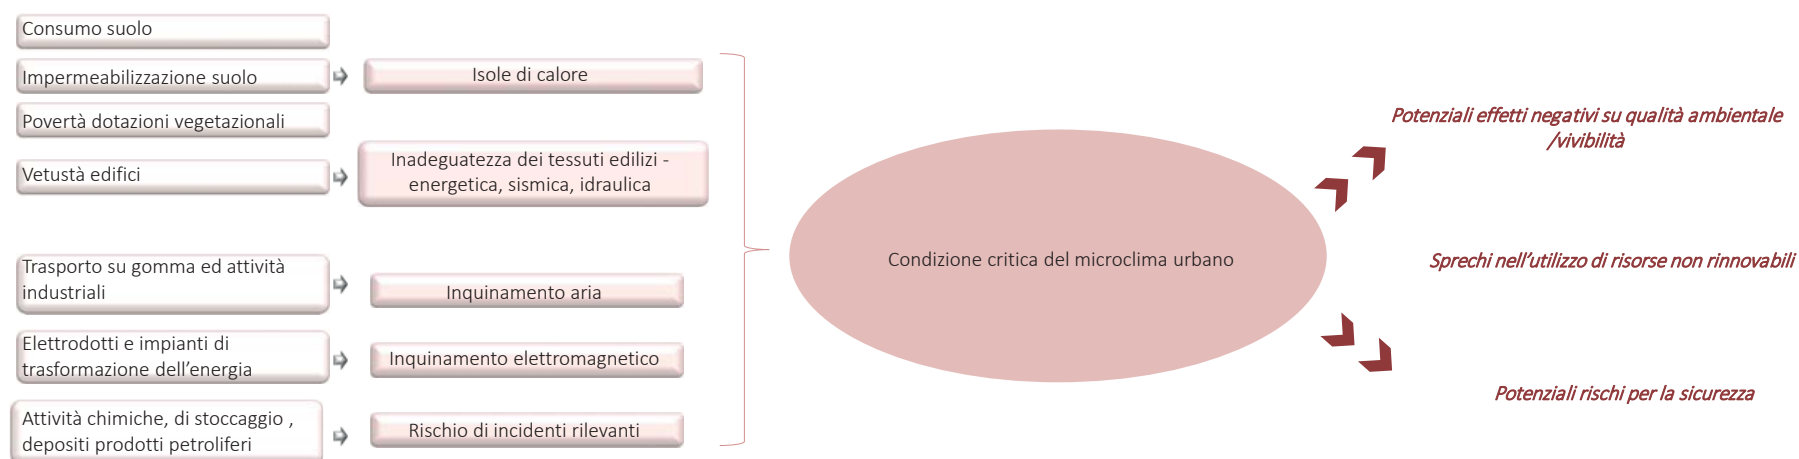 Consumo suolo
Impermeabilizzazione suolo
Isole di calore
Povertà dotazioni vegetazionali
Vetustà edifici
Inadeguatezza dei tessuti edilizi -
energetica, sismica, idraulica
Trasporto su gomma ed attività
industriali
Inquinamento aria
Elettrodotti e impianti di
trasformazione dell’energia
Inquinamento elettromagnetico
Attività chimiche, di stoccaggio ,
depositi prodotti petroliferi
Rischio di incidenti rilevanti
Condizione critica del microclima urbano
Potenziali effetti negativi su qualità ambientale
/vivibilità
Sprechi nell’utilizzo di risorse non rinnovabili
Potenziali rischi per la sicurezza